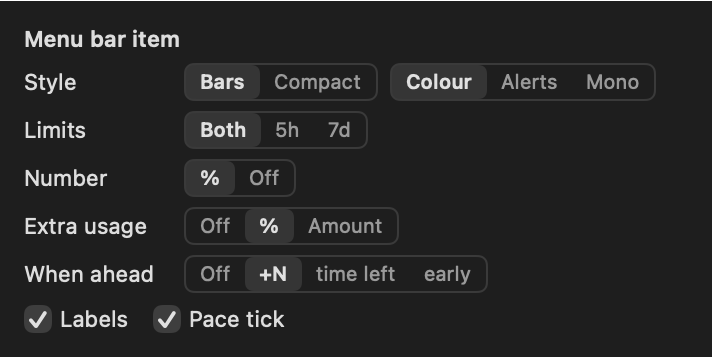 Menu bar item
Style Bars Compact Colour Alerts Mono
Limits Both 5h 7d
Number % Off
Extra usage Off % Amount
When ahead Off +N time left early
Labels Pace tick